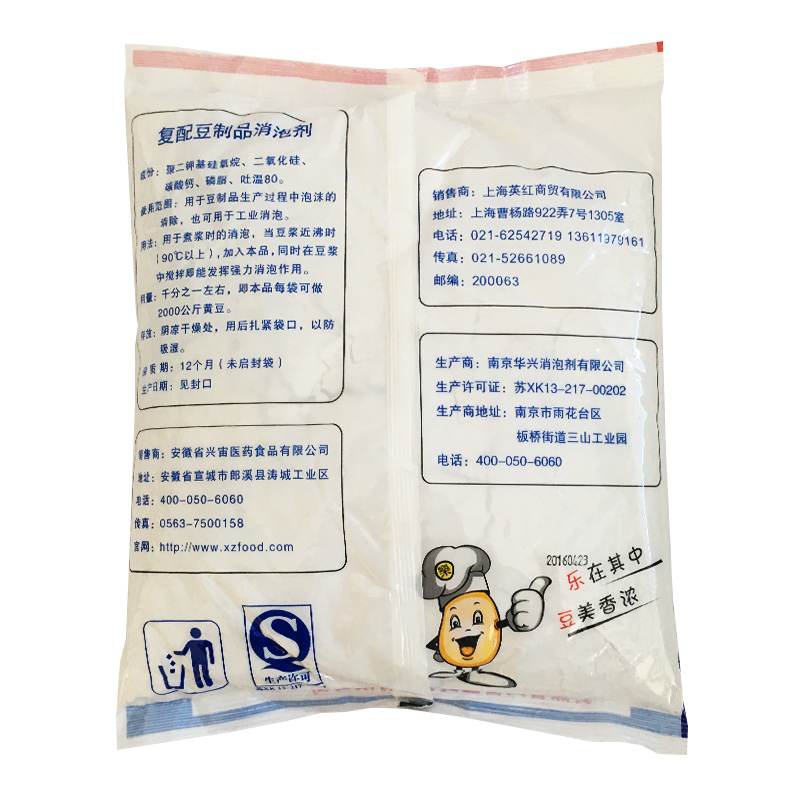 复配豆制品消泡剂
成份：聚二钾基硅氧烷、二氧化硅、
碳酸钙、磷脂、吐温80。
使用范围：用于豆制品生产过程中泡沫的
消除，也可用于工业消泡。
用法：用于煮浆时的消泡，当豆浆近沸时
(90℃以上)，加入本品，同时在豆浆
中搅拌即能发挥强力消泡作用。
用量：千分之一左右，即本品每袋可做
2000公斤黄豆。
存放：阴凉干燥处，用后扎紧袋口，以防
吸湿。
保质期：12个月（未启封袋）
生产日期：见封口
销售商：安徽省兴宙医药食品有限公司
地址：安徽省宣城市郎溪县涛城工业区
电话：400-050-6060
传真：0563-7500158
官网：http://www.xzfood.com
生产许可
销售商：上海英红商贸有限公司
地址：上海曹杨路922弄7号1305室
电话：021-62542719 13611979161
传真：021-52661089
邮编：200063
生产商：南京华兴消泡剂有限公司
生产许可证：苏XK13-217-00202
生产商地址：南京市雨花台区
板桥街道三山工业园
电话：400-050-6060
20160423
乐在其中
豆美香浓